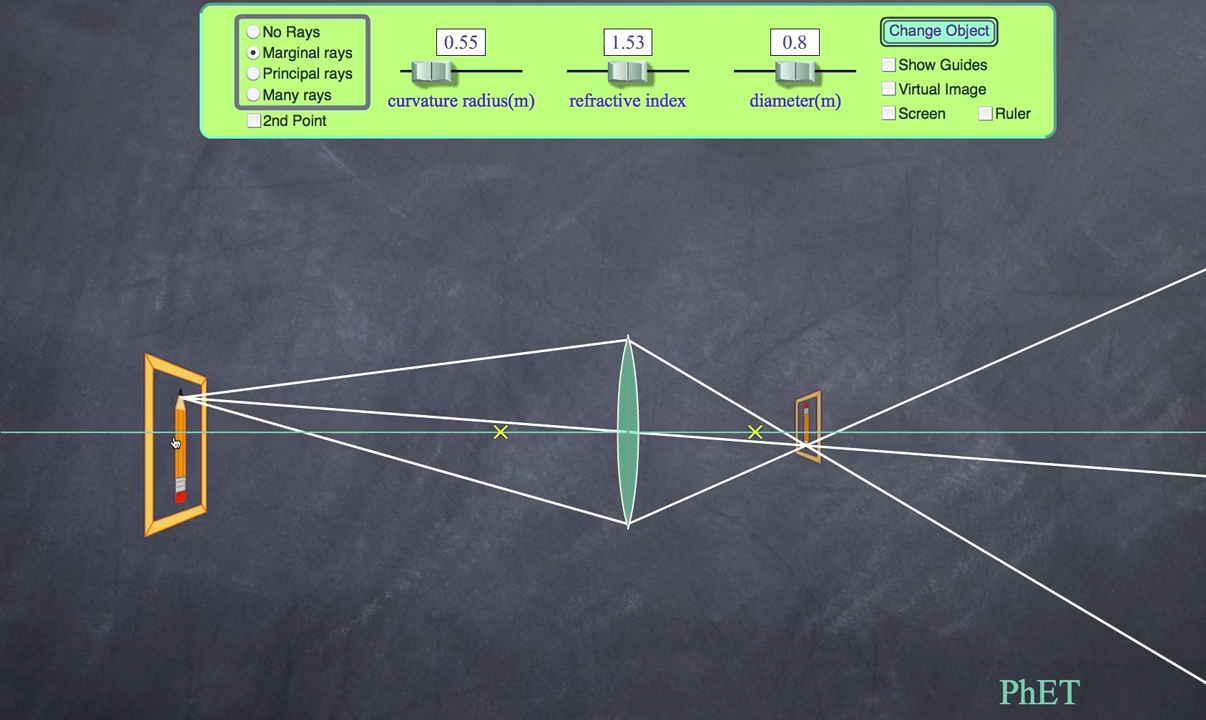 No Rays
Marginal rays
Principal rays
Many rays
2nd Point
0.55
curvature radius(m)
1.53
refractive index
0.8
diameter(m)
Change Object
Show Guides
Virtual Image
Screen
Ruler
PhET